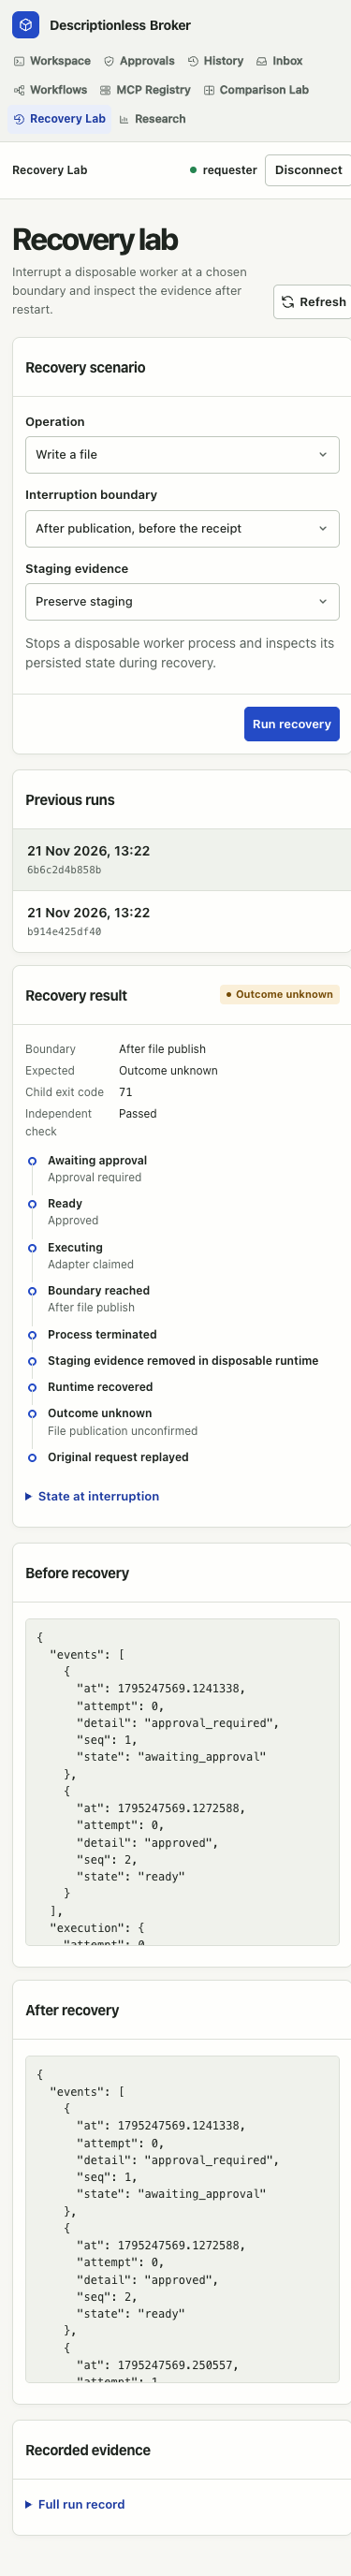 Descriptionless Broker
Workspace Approvals History Inbox
Workflows MCP Registry Comparison Lab
Recovery Lab Research
Recovery Lab requester Disconnect
Recovery lab
Interrupt a disposable worker at a chosen
boundary and inspect the evidence after
restart.
Refresh
Recovery scenario
Operation
Write a file
Interruption boundary
After publication, before the receipt
Staging evidence
Preserve staging
Stops a disposable worker process and inspects its
persisted state during recovery.
Run recovery
Previous runs
21 Nov 2026, 13:22
6b6c2d4b858b
21 Nov 2026, 13:22
b914e425df40
Recovery result Outcome unknown
Boundary After file publish
Expected Outcome unknown
Child exit code 71
Independent Passed
check
Awaiting approval
Approval required
Ready
Approved
Executing
Adapter claimed
Boundary reached
After file publish
Process terminated
Staging evidence removed in disposable runtime
Runtime recovered
Outcome unknown
File publication unconfirmed
Original request replayed
State at interruption
Before recovery
{
"events": [
{
"at": 1795247569.1241338,
"attempt": 0,
"detail": "approval_required",
"seq": 1,
"state": "awaiting_approval"
},
{
"at": 1795247569.1272588,
"attempt": 0,
"detail": "approved",
"seq": 2,
"state": "ready"
}
],
"execution": {
"attempt": 0
After recovery
{
"events": [
{
"at": 1795247569.1241338,
"attempt": 0,
"detail": "approval_required",
"seq": 1,
"state": "awaiting_approval"
},
{
"at": 1795247569.1272588,
"attempt": 0,
"detail": "approved",
"seq": 2,
"state": "ready"
},
{
"at": 1795247569.250557,
"attempt": 1
Recorded evidence
Full run record